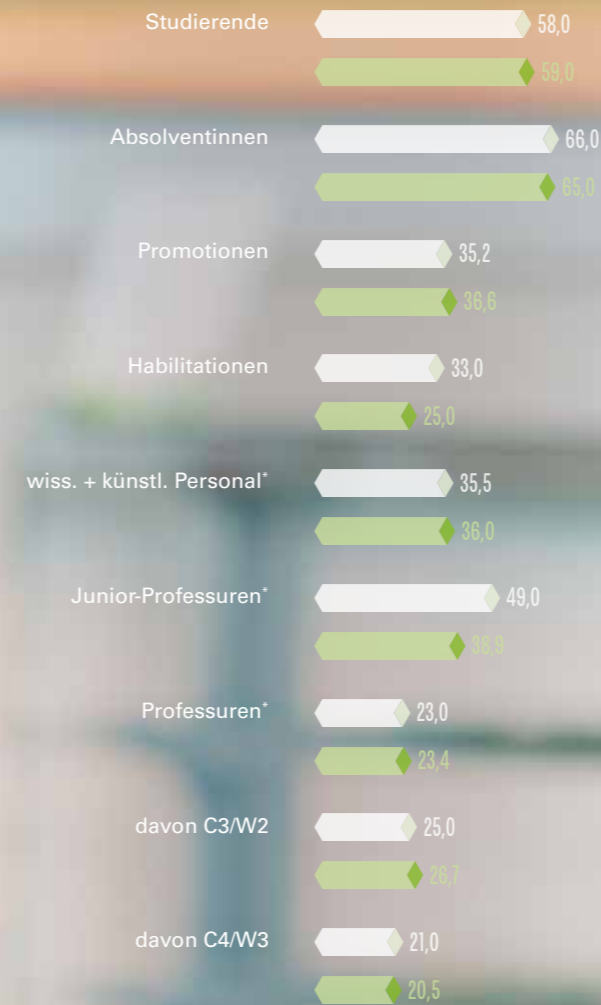 Studierende 58,0
59,0
Absolventinnen 66,0
65,0
Promotionen 35,2
36,6
Habilitationen 33,0
25,0
wiss. + künstl. Personal* 35,5
36,0
Junior-Professuren* 49,0
38,9
Professuren* 23,0
23,4
davon C3/W2 25,0
26,7
davon C4/W3 21,0
20,5